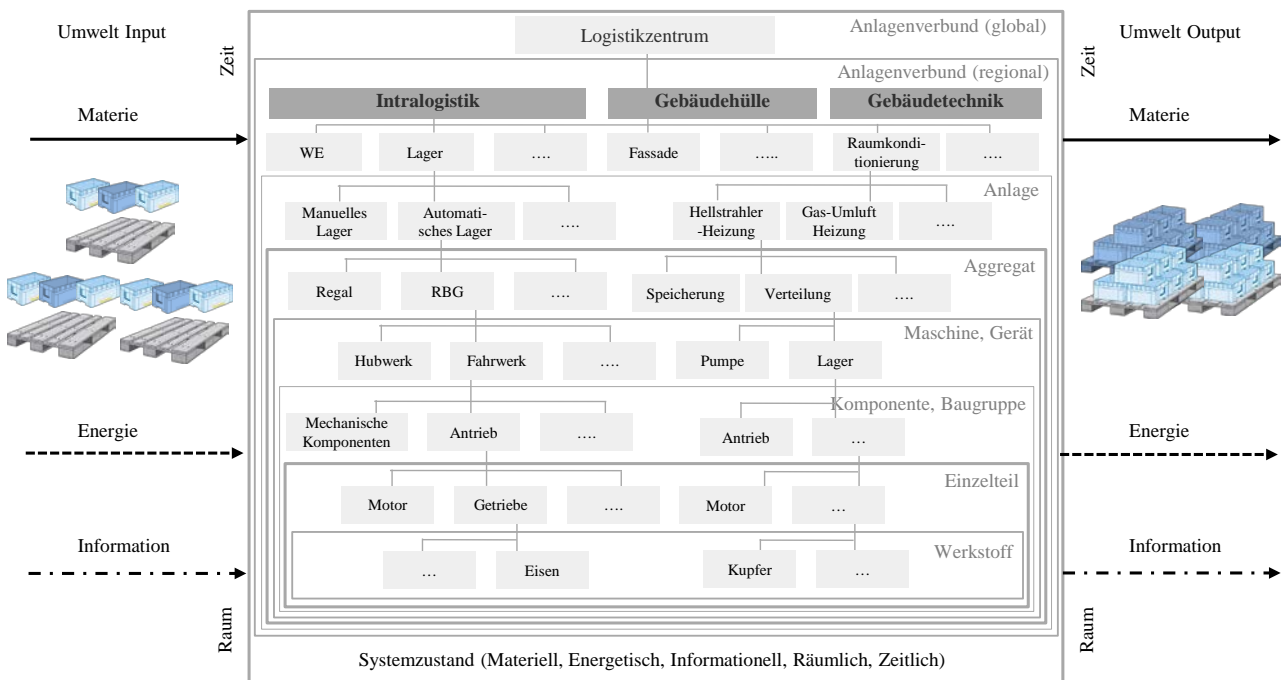 Umwelt Input
Zeit
Logistikzentrum
Anlagenverbund (global)
Zeit
Umwelt Output
Anlagenverbund (regional)
Intralogistik
Gebäudehülle
Gebäudetechnik
Materie
Materie
WE
Lager
….
Fassade
…..
Raumkondi-
tionierung
….
Anlage
Manuelles
Lager
Automati-
sches Lager
….
Hellstrahler
-Heizung
Gas-Umluft
Heizung
….
Aggregat
Regal
RBG
….
Speicherung
Verteilung
….
Maschine, Gerät
Hubwerk
Fahrwerk
….
Pumpe
Lager
Komponente, Baugruppe
Mechanische
Komponenten
Antrieb
….
Antrieb
…
Energie
Energie
Einzelteil
Motor
Getriebe
….
Motor
…
Information
Information
Werkstoff
…
Eisen
Kupfer
…
Raum
Raum
Systemzustand (Materiell, Energetisch, Informationell, Räumlich, Zeitlich)